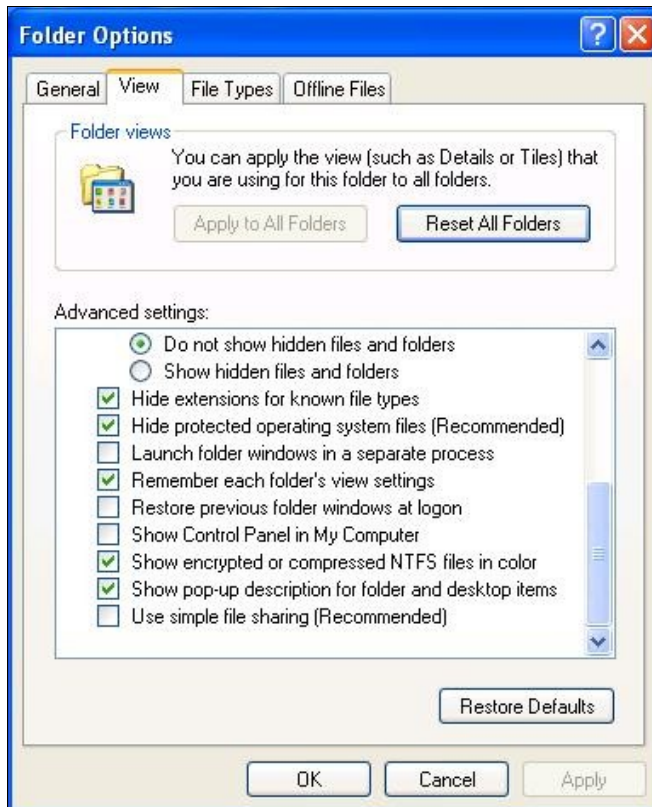 Folder Options
General View File Types Offline Files
Folder views
You can apply the view (such as Details or Tiles) that
you are using for this folder to all folders.
Apply to All Folders Reset All Folders
Advanced settings:
Do not show hidden files and folders
Show hidden files and folders
Hide extensions for known file types
Hide protected operating system files (Recommended)
Launch folder windows in a separate process
Remember each folder's view settings
Restore previous folder windows at logon
Show Control Panel in My Computer
Show encrypted or compressed NTFS files in color
Show pop-up description for folder and desktop items
Use simple file sharing (Recommended)
Restore Defaults
OK Cancel Apply